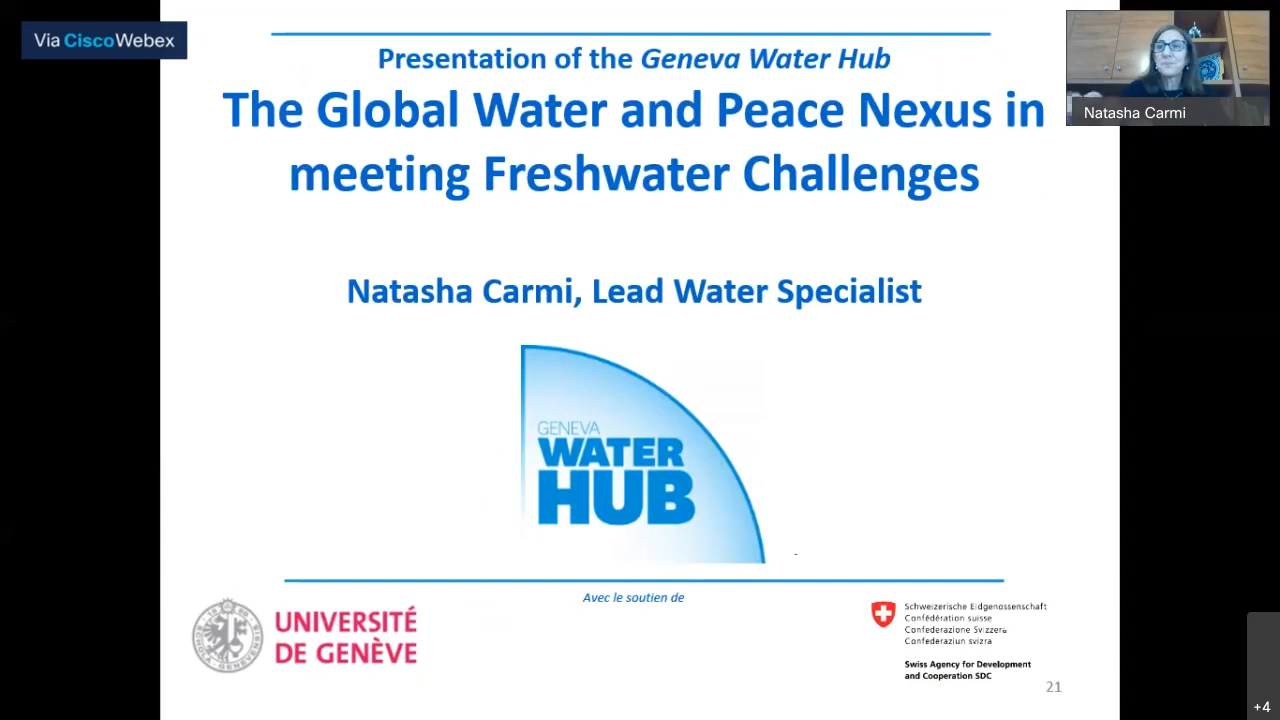 Via CiscoWebex
Presentation of the Geneva Water Hub
The Global Water and Peace Nexus in
meeting Freshwater Challenges
Natasha Carmi
Natasha Carmi, Lead Water Specialist
GENEVA
WATER
HUB
Avec le soutien de
UNIVERSITÉ
DE GENÈVE
Schweizerische Eidgenossenschaft
Confédération suisse
Confederazione Svizzera
Confederaziun svizra
Swiss Agency for Development
and Cooperation SDC
21
+4